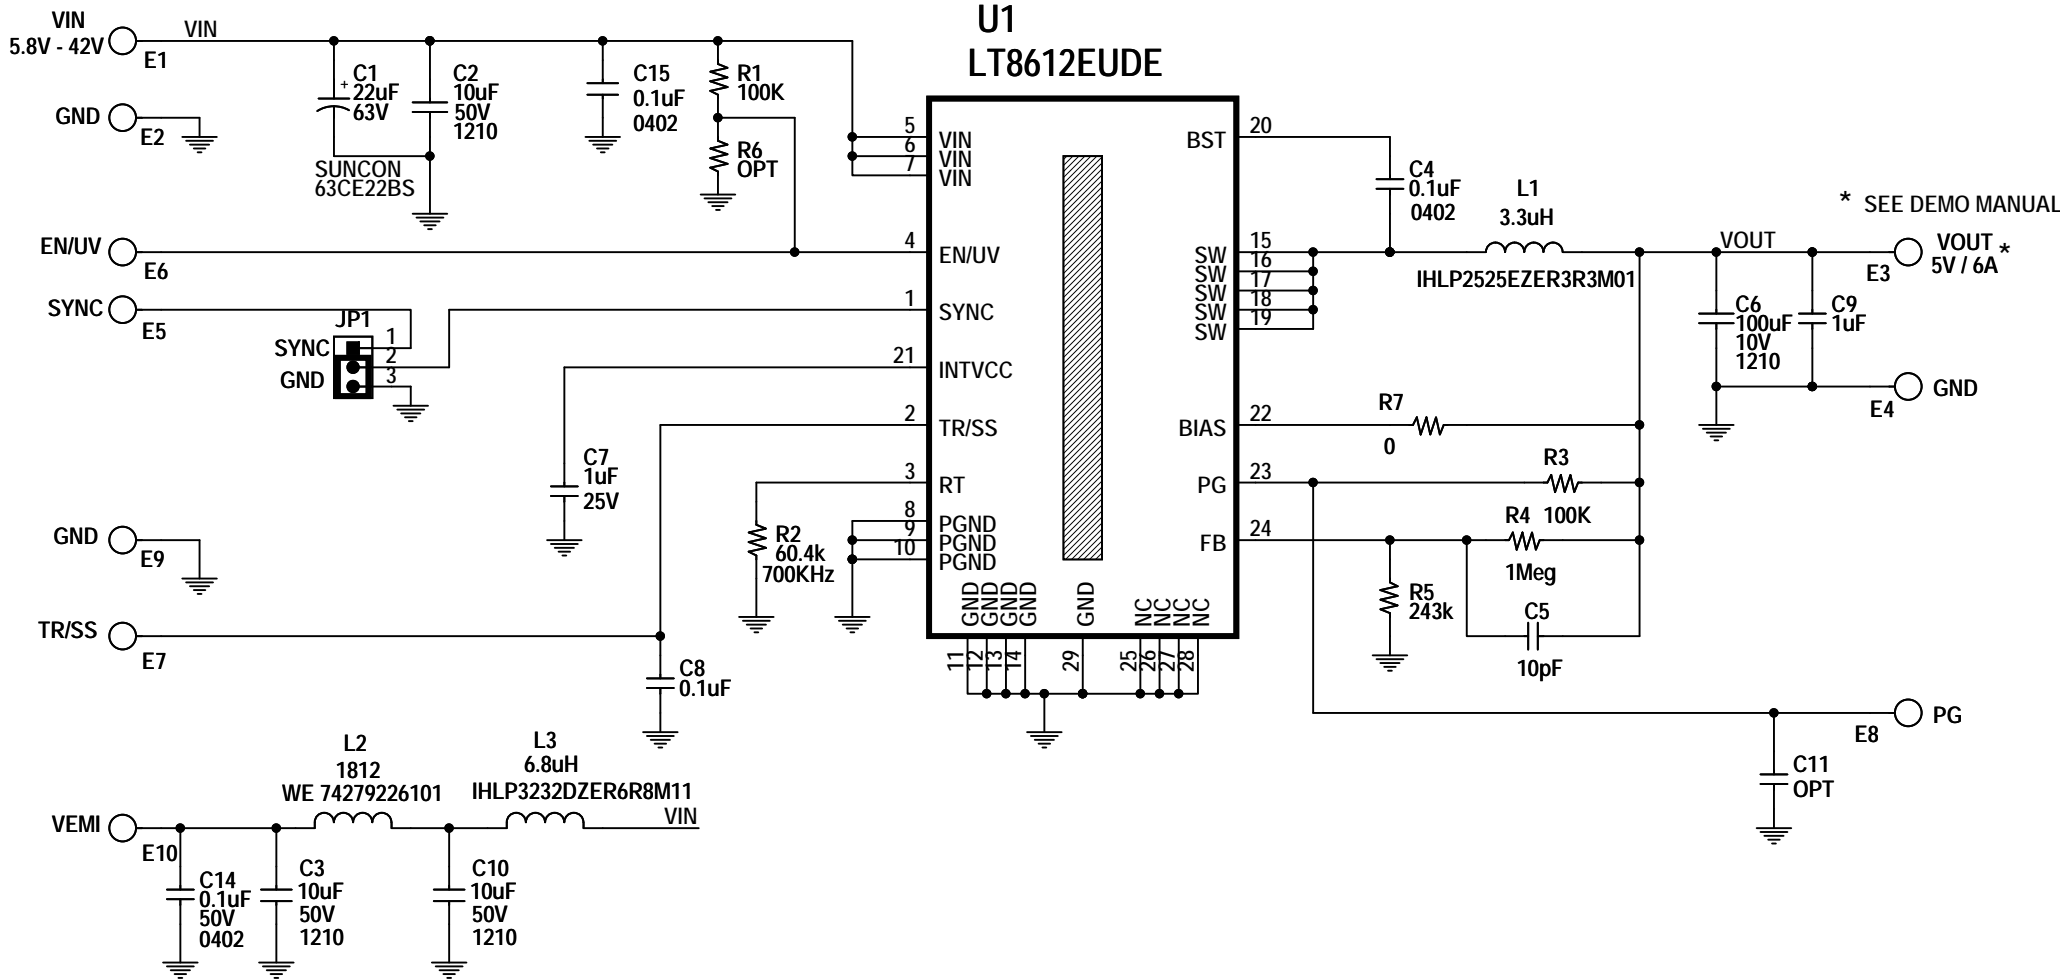 U1
LT8612EUDE
VIN
5.8V - 42V
E1
VIN
GND
E2
+
C1
22uF
63V
SUNCON
63CE22BS
C2
10uF
50V
1210
C15
0.1uF
0402
R1
100K
R6
OPT
EN/UV
E6
SYNC
E5
JP1
SYNC
GND
1
2
3
C7
1uF
25V
GND
E9
R2
60.4k
700KHz
TR/SS
E7
C8
0.1uF
5
6
7
4
1
21
2
3
8
9
10
VIN
VIN
VIN
EN/UV
SYNC
INTVCC
TR/SS
RT
PGND
PGND
PGND
GND
GND
GND
GND
GND
NC
NC
NC
NC
11
12
13
14
29
25
26
27
28
BST
SW
SW
SW
SW
SW
BIAS
PG
FB
20
15
16
17
18
19
22
23
24
C4
0.1uF
0402
L1
3.3uH
IHLP2525EZER3R3M01
* SEE DEMO MANUAL
VOUT
VOUT *
5V / 6A
E3
C6
100uF
10V
1210
C9
1uF
GND
E4
R7
0
R3
100K
R4
1Meg
R5
243k
C5
10pF
PG
E8
C11
OPT
L2
1812
WE 74279226101
L3
6.8uH
IHLP3232DZER6R8M11
VIN
VEMI
E10
C14
0.1uF
50V
0402
C3
10uF
50V
1210
C10
10uF
50V
1210